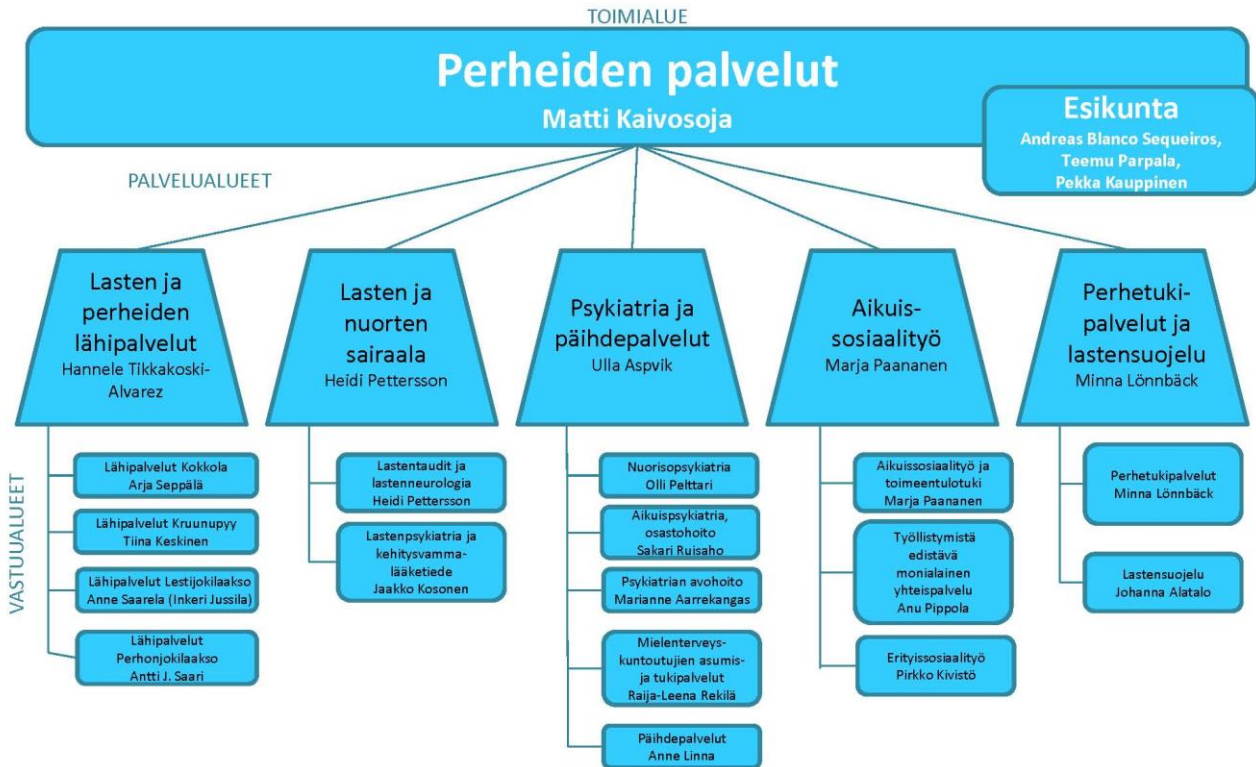 TOIMIALUE
Perheiden palvelut
Matti Kaivosoja
Esikunta
Andreas Blanco Sequeiros,
Teemu Parpala,
Pekka Kauppinen
PALVELUALUEET
Lasten ja
perheiden
lähipalvelut
Hannele Tikkakoski-
Alvarez
Lasten ja
nuorten
sairaala
Heidi Pettersson
Psykiatria ja
päihdepalvelut
Ulla Aspvik
Aikuis-
sosiaalityö
Marja Paananen
Perhetuki-
palvelut ja
lastensuojelu
Minna Lönnbäck
VASTUUALUEET
Lähipalvelut Kokkola
Arja Seppälä
Lähipalvelut Kruunupyy
Tiina Keskinen
Lähipalvelut Lestijokilaakso
Anne Saarela (Inkeri Jussila)
Lähipalvelut
Perhonjokilaakso
Antti J. Saari
Lastentaudit ja
lastenneurologia
Heidi Pettersson
Lastenpsykiatria ja
kehitysvamma-
lääketiede
Jaakko Kosonen
Nuorisopsykiatria
Olli Pelttari
Aikuispsykiatria,
osastohoito
Sakari Ruisaho
Psykiatrian avohoito
Marianne Aarrekangas
Mielenterveys-
kuntoutujien asumis-
ja tukipalvelut
Raija-Leena Rekilä
Päihdepalvelut
Anne Linna
Aikuissosiaalityö ja
toimeentulotuki
Marja Paananen
Työllistymistä
edistävä
monialainen
yhteispalvelu
Anu Pippola
Erityissosiaalityö
Pirkko Kivistö
Perhetukipalvelut
Minna Lönnbäck
Lastensuojelu
Johanna Alatalo